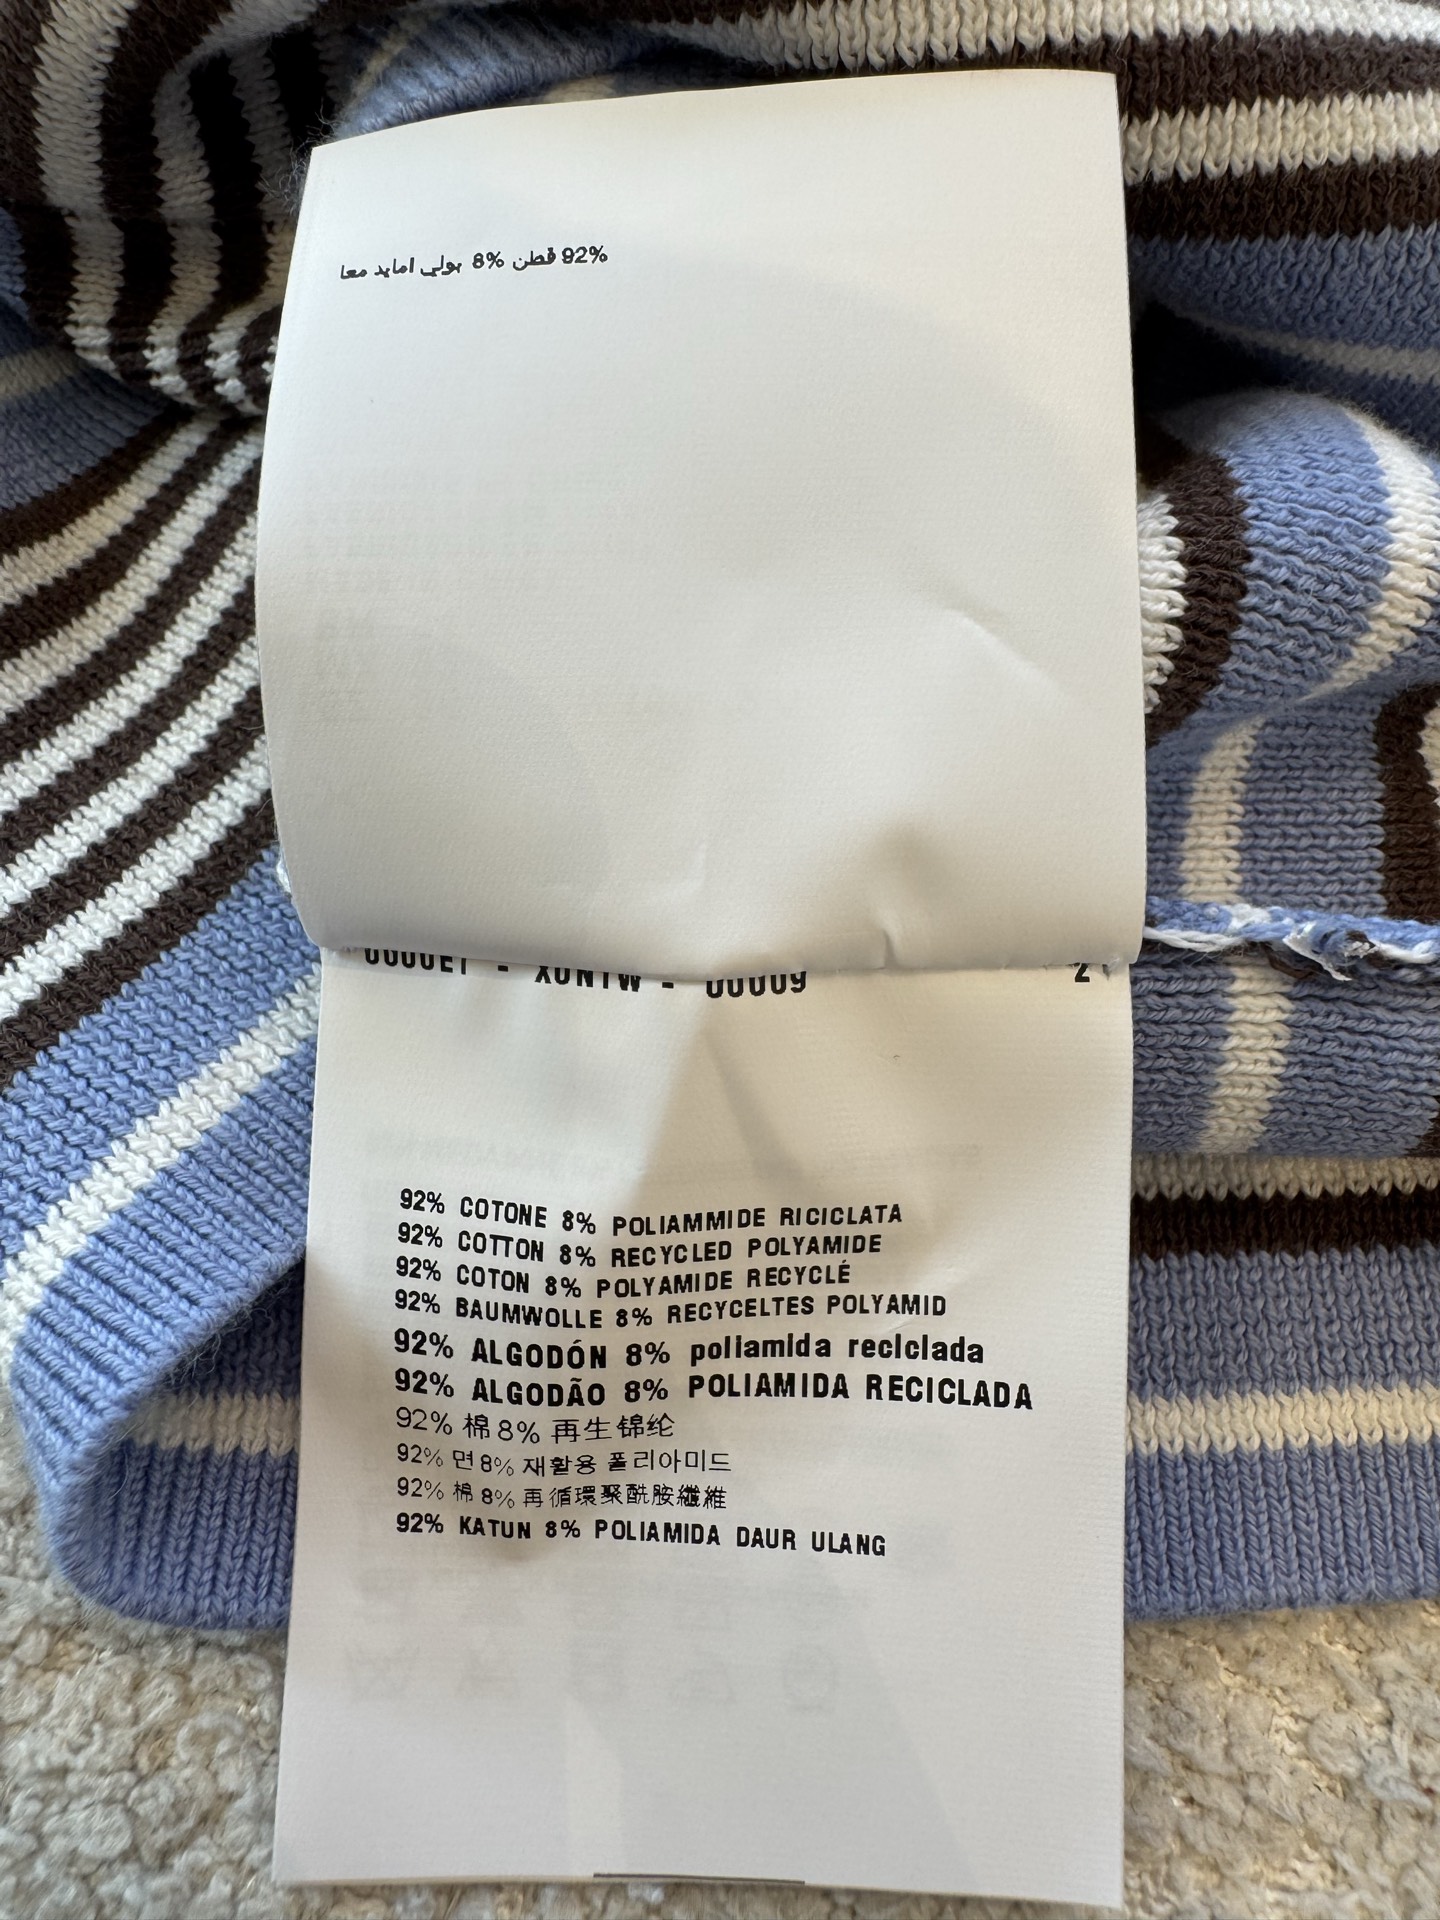 92% قطن 8% بولي امايد معا
2
92% COTONE 8% POLIAMMIDE RICICLATA
92% COTTON 8% RECYCLED POLYAMIDE
92% COTON 8% POLYAMIDE RECYCLÉ
92% BAUMWOLLE 8% RECYCELTES POLYAMID
92% ALGODÓN 8% poliamida reciclada
92% ALGODÃO 8% POLIAMIDA RECICLADA
92% 棉 8% 再生锦纶
92% 면 8% 재활용 폴리아미드
92% 棉 8% 再循環聚酰胺纖維
92% KATUN 8% POLIAMIDA DAUR ULANG